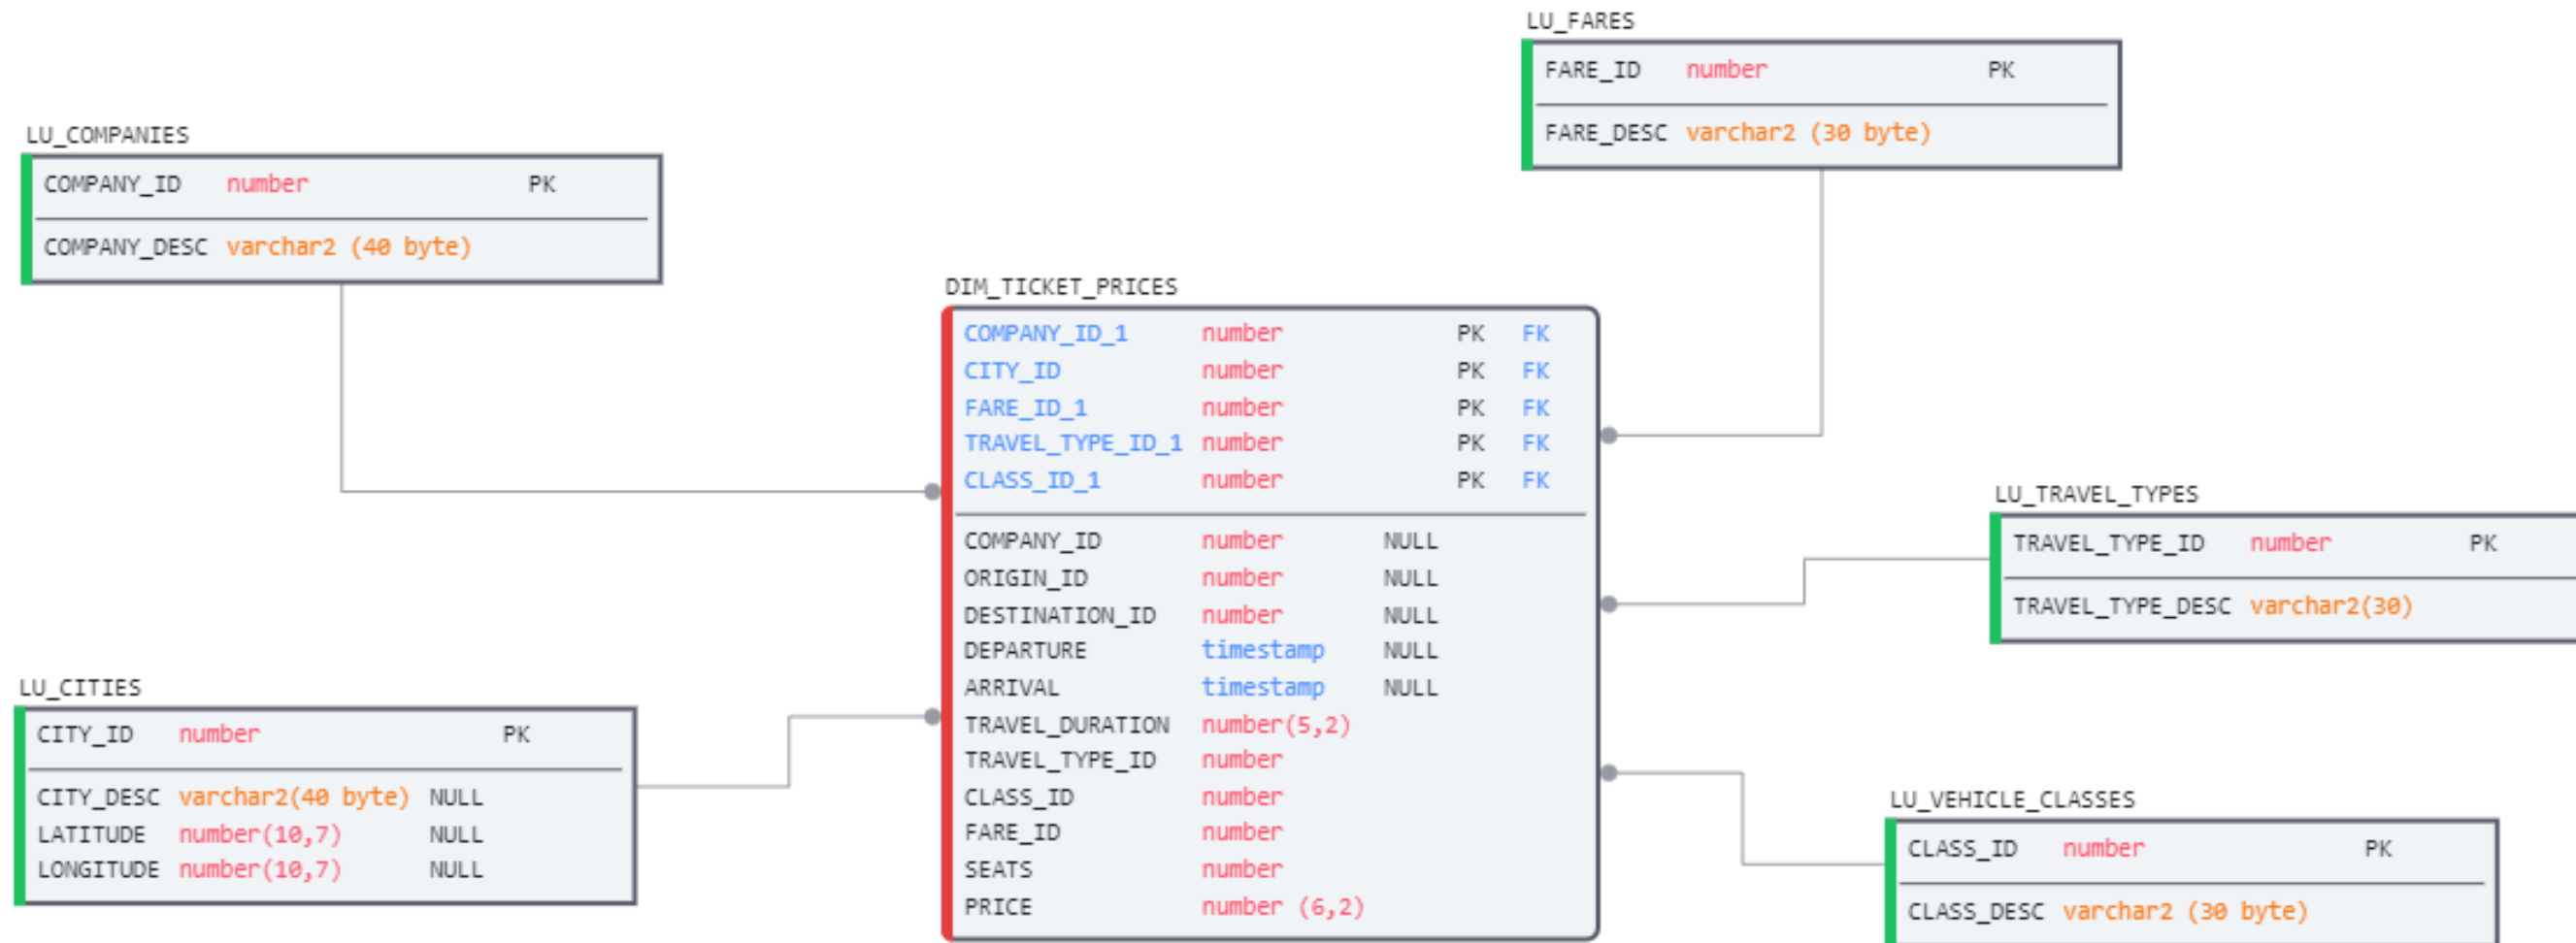 LU_FARES
FARE_ID number PK
FARE_DESC varchar2 (30 byte)
LU_COMPANIES
COMPANY_ID number PK
COMPANY_DESC varchar2 (40 byte)
DIM_TICKET_PRICES
COMPANY_ID_1 number PK FK
CITY_ID number PK FK
FARE_ID_1 number PK FK
TRAVEL_TYPE_ID_1 number PK FK
CLASS_ID_1 number PK FK
COMPANY_ID number NULL
ORIGIN_ID number NULL
DESTINATION_ID number NULL
DEPARTURE timestamp NULL
ARRIVAL timestamp NULL
TRAVEL_DURATION number(5,2)
TRAVEL_TYPE_ID number
CLASS_ID number
FARE_ID number
SEATS number
PRICE number (6,2)
LU_TRAVEL_TYPES
TRAVEL_TYPE_ID number PK
TRAVEL_TYPE_DESC varchar2(30)
LU_CITIES
CITY_ID number PK
CITY_DESC varchar2(40 byte) NULL
LATITUDE number(10,7) NULL
LONGITUDE number(10,7) NULL
LU_VEHICLE_CLASSES
CLASS_ID number PK
CLASS_DESC varchar2 (30 byte)